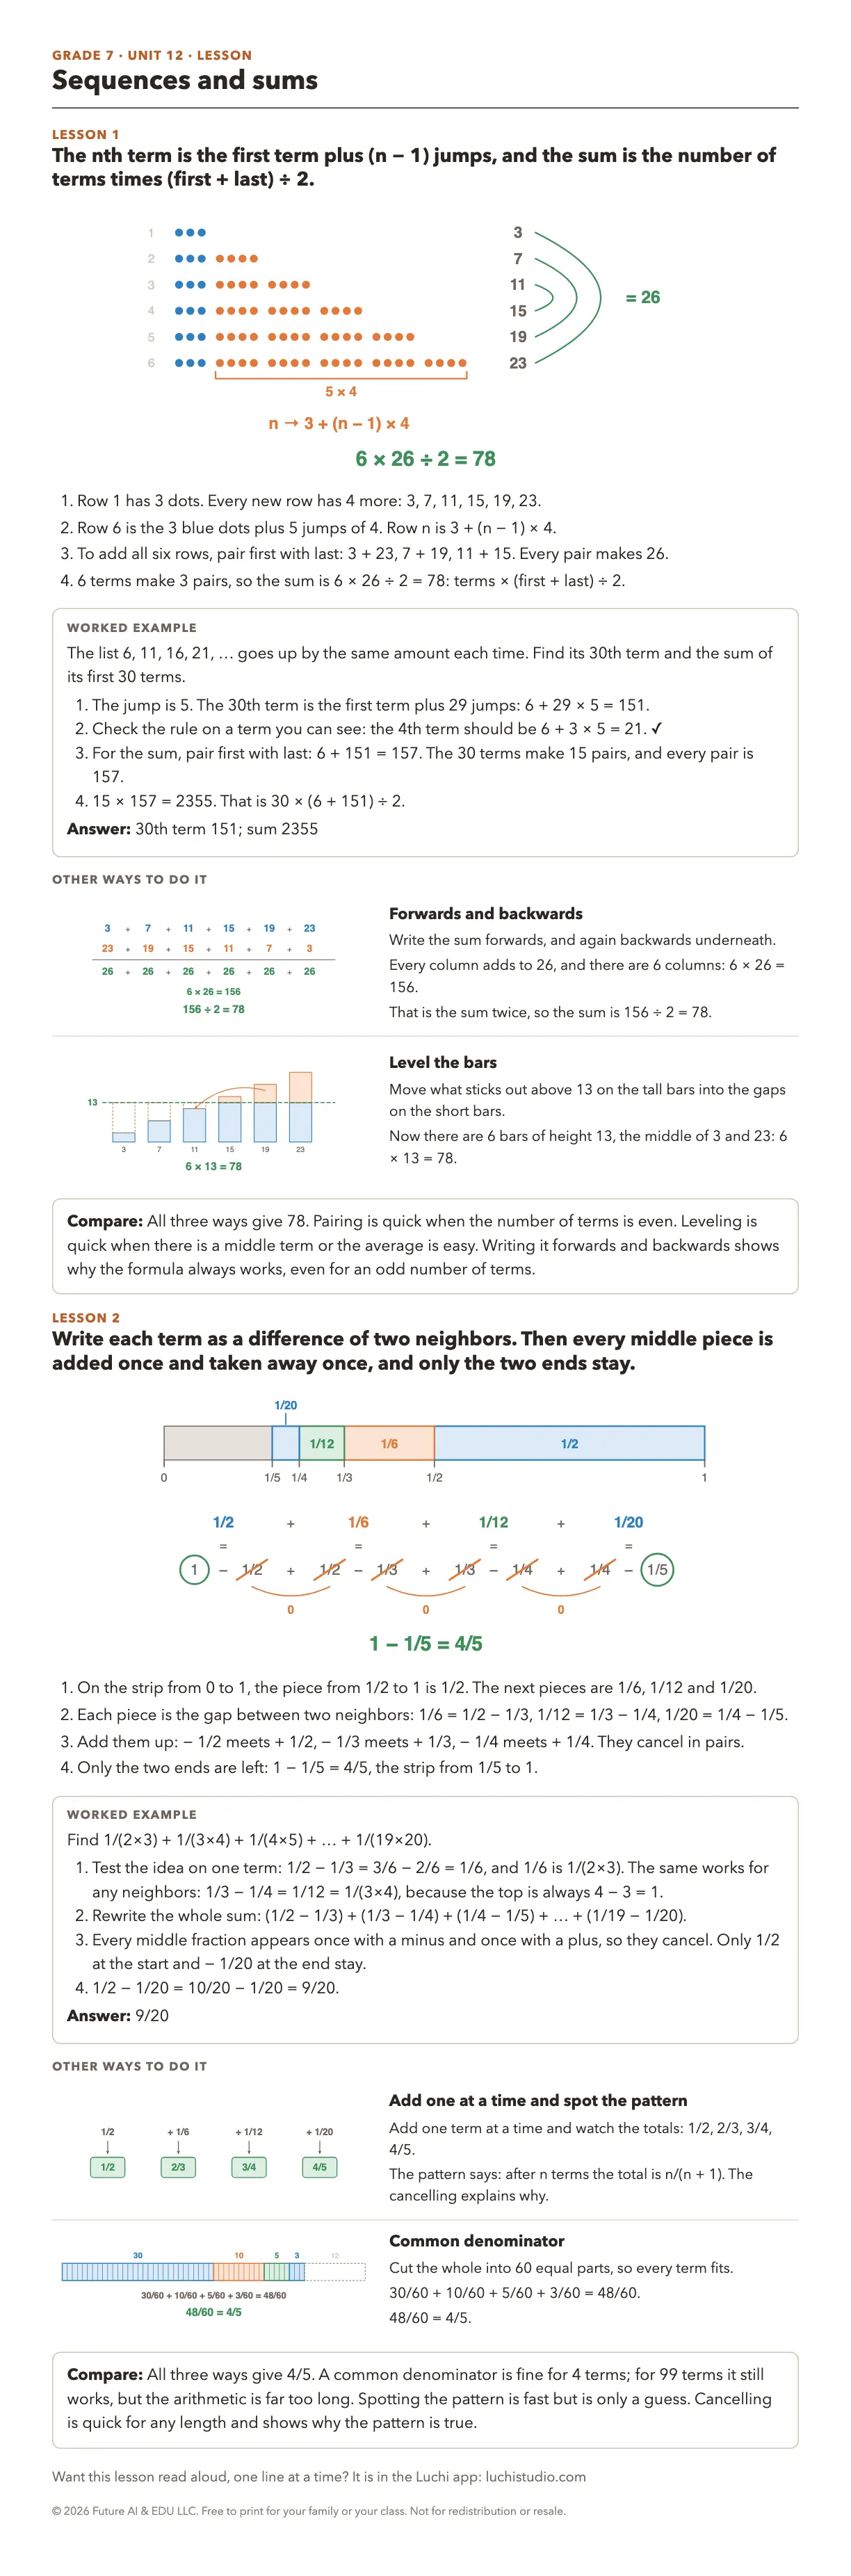 GRADE 7 · UNIT 12 · LESSON
Sequences and sums
LESSON 1
The nth term is the first term plus (n − 1) jumps, and the sum is the number of
terms times (first + last) ÷ 2.
1
2
3
4
5
6
5 × 4
n → 3 + (n − 1) × 4
3
7
11
15
19
23
= 26
6 × 26 ÷ 2 = 78
1. Row 1 has 3 dots. Every new row has 4 more: 3, 7, 11, 15, 19, 23.
2. Row 6 is the 3 blue dots plus 5 jumps of 4. Row n is 3 + (n − 1) × 4.
3. To add all six rows, pair first with last: 3 + 23, 7 + 19, 11 + 15. Every pair makes 26.
4. 6 terms make 3 pairs, so the sum is 6 × 26 ÷ 2 = 78: terms × (first + last) ÷ 2.
WORKED EXAMPLE
The list 6, 11, 16, 21, … goes up by the same amount each time. Find its 30th term and the sum of
its first 30 terms.
1. The jump is 5. The 30th term is the first term plus 29 jumps: 6 + 29 × 5 = 151.
2. Check the rule on a term you can see: the 4th term should be 6 + 3 × 5 = 21. ✓
3. For the sum, pair first with last: 6 + 151 = 157. The 30 terms make 15 pairs, and every pair is
157.
4. 15 × 157 = 2355. That is 30 × (6 + 151) ÷ 2.
Answer: 30th term 151; sum 2355
OTHER WAYS TO DO IT
3 + 7 + 11 + 15 + 19 + 23
23 + 19 + 15 + 11 + 7 + 3
26 + 26 + 26 + 26 + 26 + 26
6 × 26 = 156
156 ÷ 2 = 78
Forwards and backwards
Write the sum forwards, and again backwards underneath.
Every column adds to 26, and there are 6 columns: 6 × 26 =
156.
That is the sum twice, so the sum is 156 ÷ 2 = 78.
13
3 7 11 15 19 23
6 × 13 = 78
Level the bars
Move what sticks out above 13 on the tall bars into the gaps
on the short bars.
Now there are 6 bars of height 13, the middle of 3 and 23: 6
× 13 = 78.
Compare: All three ways give 78. Pairing is quick when the number of terms is even. Leveling is
quick when there is a middle term or the average is easy. Writing it forwards and backwards shows
why the formula always works, even for an odd number of terms.
LESSON 2
Write each term as a difference of two neighbors. Then every middle piece is
added once and taken away once, and only the two ends stay.
1/20
1/12 1/6 1/2
0 1/5 1/4 1/3 1/2 1
1/2 + 1/6 + 1/12 + 1/20
= = = =
1 − 1/2 + 1/2 − 1/3 + 1/3 − 1/4 + 1/4 − 1/5
0 0 0
1 − 1/5 = 4/5
1. On the strip from 0 to 1, the piece from 1/2 to 1 is 1/2. The next pieces are 1/6, 1/12 and 1/20.
2. Each piece is the gap between two neighbors: 1/6 = 1/2 − 1/3, 1/12 = 1/3 − 1/4, 1/20 = 1/4 − 1/5.
3. Add them up: − 1/2 meets + 1/2, − 1/3 meets + 1/3, − 1/4 meets + 1/4. They cancel in pairs.
4. Only the two ends are left: 1 − 1/5 = 4/5, the strip from 1/5 to 1.
WORKED EXAMPLE
Find 1/(2×3) + 1/(3×4) + 1/(4×5) + … + 1/(19×20).
1. Test the idea on one term: 1/2 − 1/3 = 3/6 − 2/6 = 1/6, and 1/6 is 1/(2×3). The same works for
any neighbors: 1/3 − 1/4 = 1/12 = 1/(3×4), because the top is always 4 − 3 = 1.
2. Rewrite the whole sum: (1/2 − 1/3) + (1/3 − 1/4) + (1/4 − 1/5) + … + (1/19 − 1/20).
3. Every middle fraction appears once with a minus and once with a plus, so they cancel. Only 1/2
at the start and − 1/20 at the end stay.
4. 1/2 − 1/20 = 10/20 − 1/20 = 9/20.
Answer: 9/20
OTHER WAYS TO DO IT
1/2 + 1/6 + 1/12 + 1/20
1/2 2/3 3/4 4/5
Add one at a time and spot the pattern
Add one term at a time and watch the totals: 1/2, 2/3, 3/4,
4/5.
The pattern says: after n terms the total is n/(n + 1). The
cancelling explains why.
30 10 5 3 12
30/60 + 10/60 + 5/60 + 3/60 = 48/60
48/60 = 4/5
Common denominator
Cut the whole into 60 equal parts, so every term fits.
30/60 + 10/60 + 5/60 + 3/60 = 48/60.
48/60 = 4/5.
Compare: All three ways give 4/5. A common denominator is fine for 4 terms; for 99 terms it still
works, but the arithmetic is far too long. Spotting the pattern is fast but is only a guess. Cancelling
is quick for any length and shows why the pattern is true.
Want this lesson read aloud, one line at a time? It is in the Luchi app: luchistudio.com
© 2026 Future AI & EDU LLC. Free to print for your family or your class. Not for redistribution or resale.